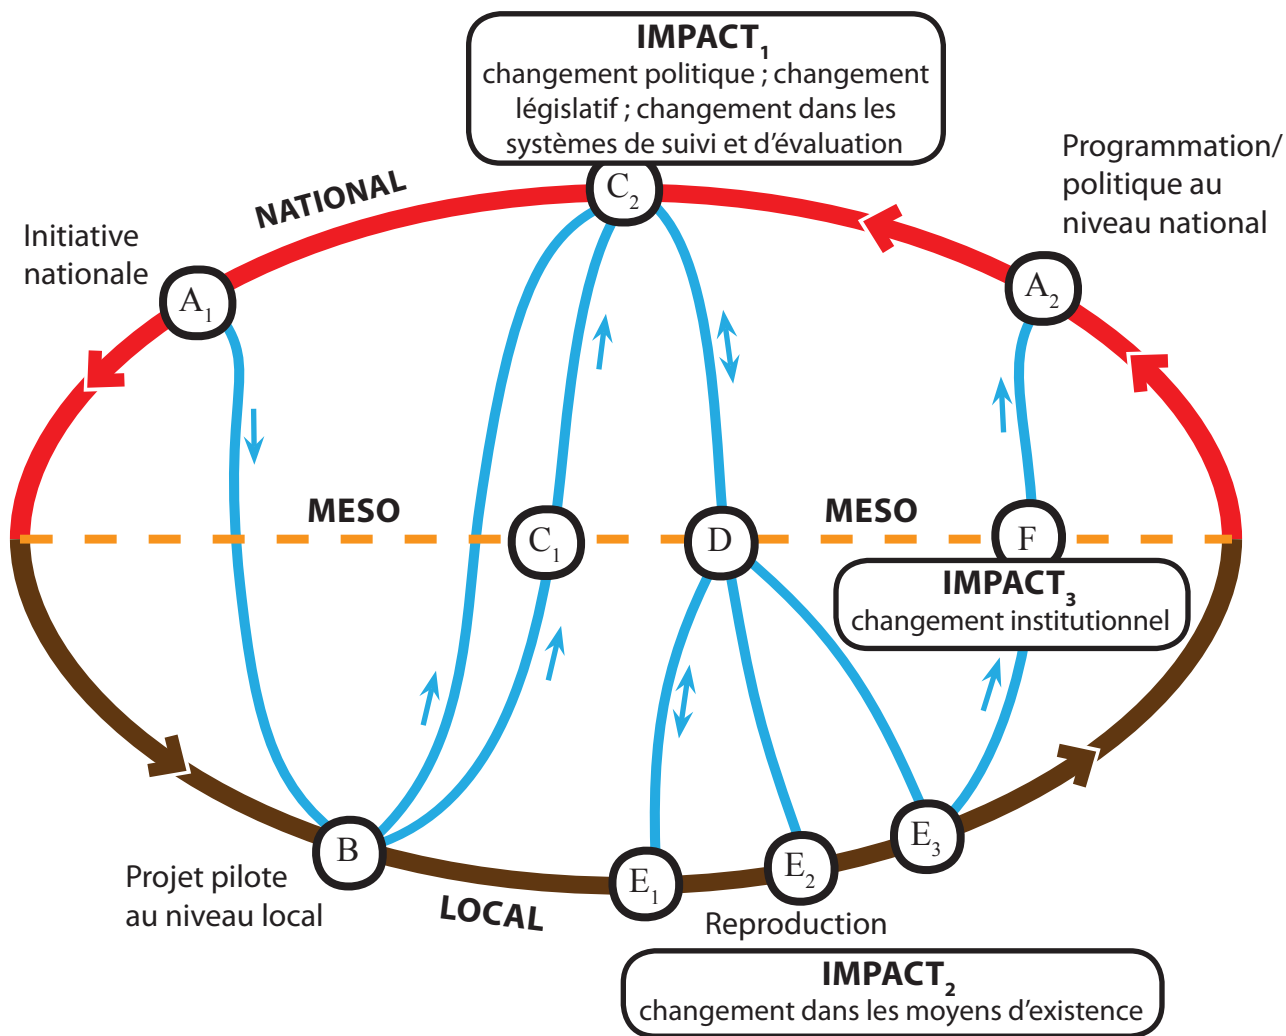 IMPACT₁
changement politique ; changement
législatif ; changement dans les
systèmes de suivi et d’évaluation
Programmation/
politique au
niveau national
NATIONAL
C₂
Initiative
nationale
A₁
A₂
MESO
MESO
C₁
D
F
IMPACT₃
changement institutionnel
B
E₃
E₂
E₁
Projet pilote
au niveau local
LOCAL
Reproduction
IMPACT₂
changement dans les moyens d’existence